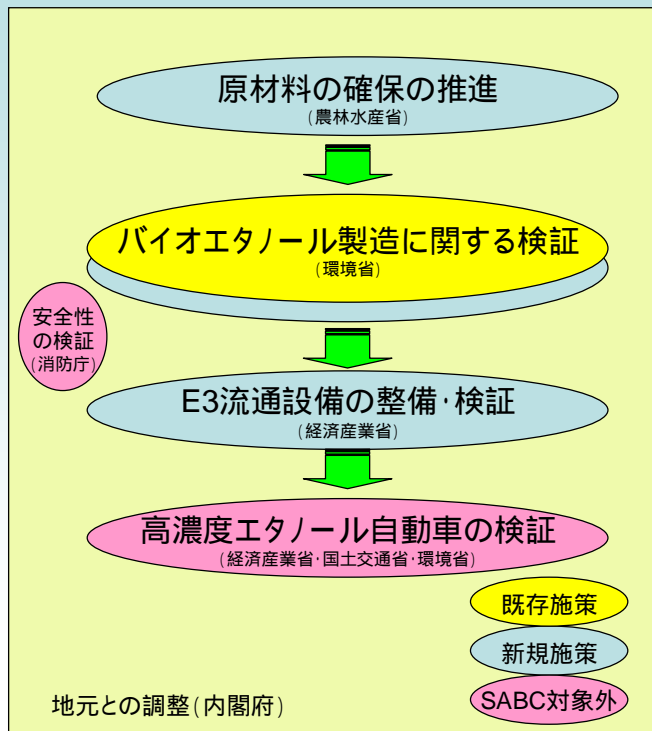 原材料の確保の推進
(農林水産省)
バイオエタノール製造に関する検証
(環境省)
安全性
の検証
(消防庁)
E3流通設備の整備・検証
(経済産業省)
高濃度エタノール自動車の検証
(経済産業省・国土交通省・環境省)
既存施策
新規施策
SABC対象外
地元との調整(内閣府)